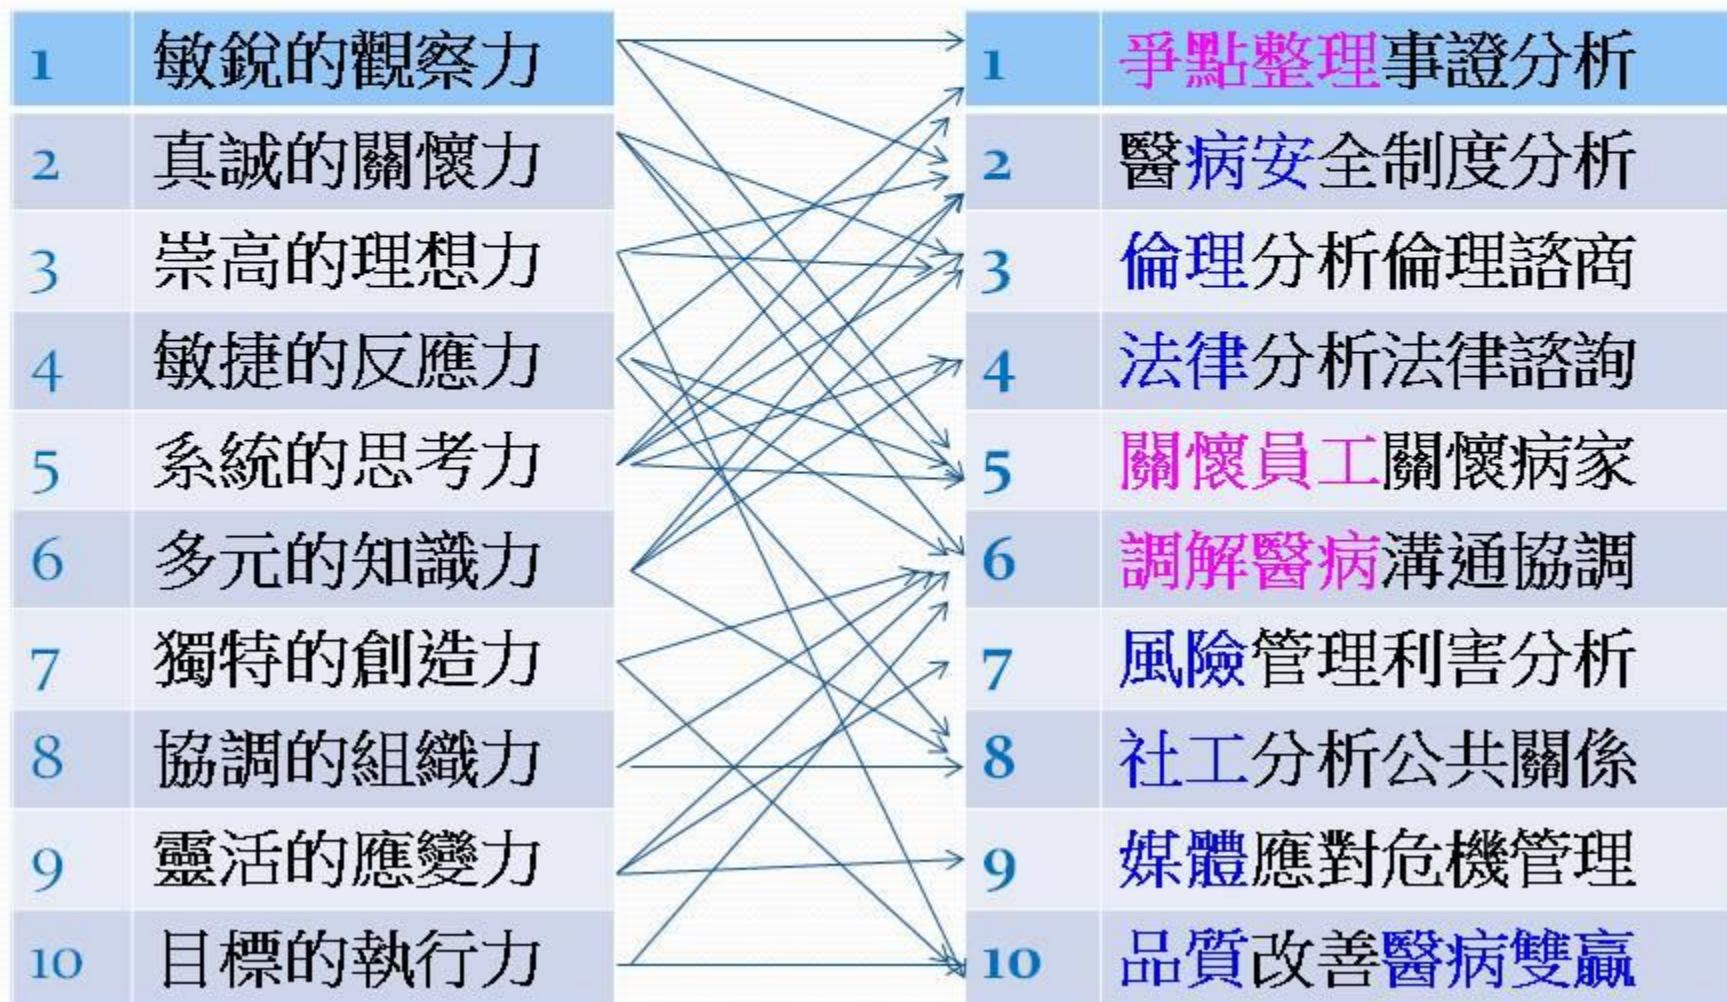 1 敏銳的觀察力
2 真誠的關懷力
3 崇高的理想力
4 敏捷的反應力
5 系統的思考力
6 多元的知識力
7 獨特的創造力
8 協調的組織力
9 靈活的應變力
10 目標的執行力
1 爭點整理事證分析
2 醫病安全制度分析
3 倫理分析倫理諮商
4 法律分析法律諮詢
5 關懷員工關懷病家
6 調解醫病溝通協調
7 風險管理利害分析
8 社工分析公共關係
9 媒體應對危機管理
10 品質改善醫病雙贏